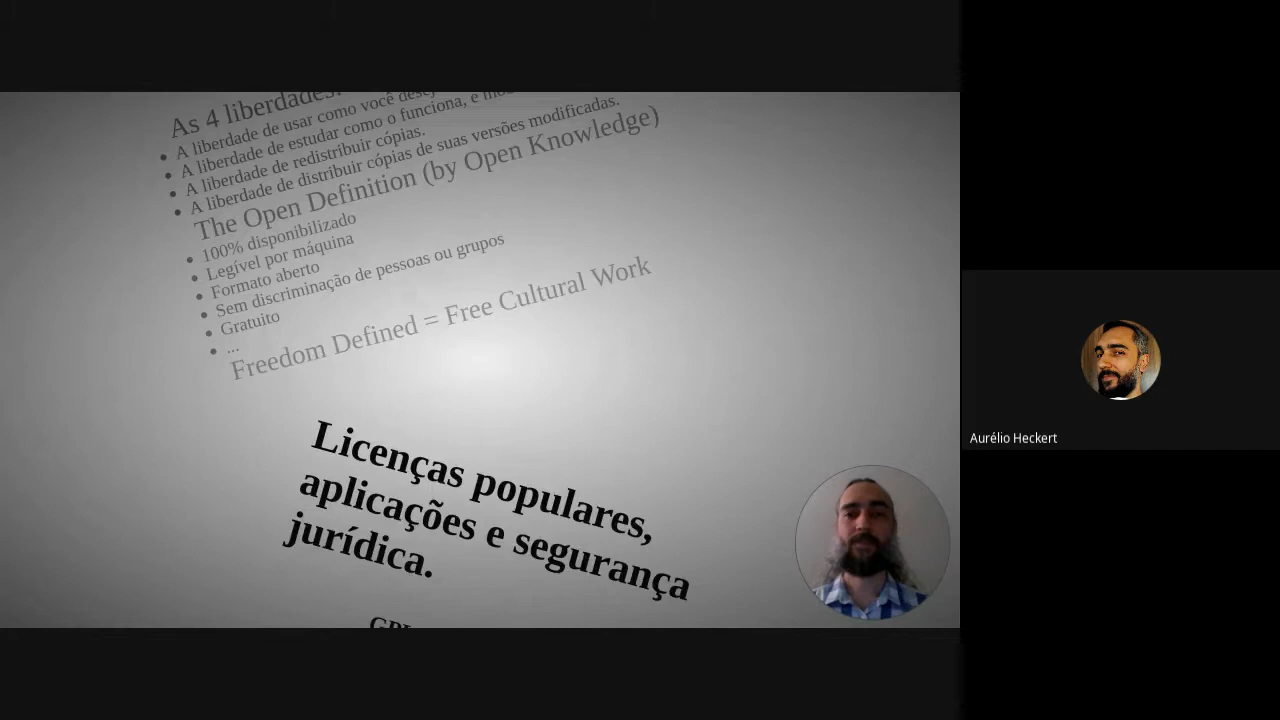 As 4 liberdades:
A liberdade de usar como você
A liberdade de estudar como o funciona, e
A liberdade de redistribuir cópias.
A liberdade de distribuir cópias de suas versões modificadas.
The Open Definition (by Open Knowledge)
100% disponibilizado
Legível por máquina
Formato aberto
Sem discriminação de pessoas ou grupos
Gratuito
...
Freedom Defined = Free Cultural Work
Licenças populares,
aplicações e segurança
jurídica.
Aurélio Heckert